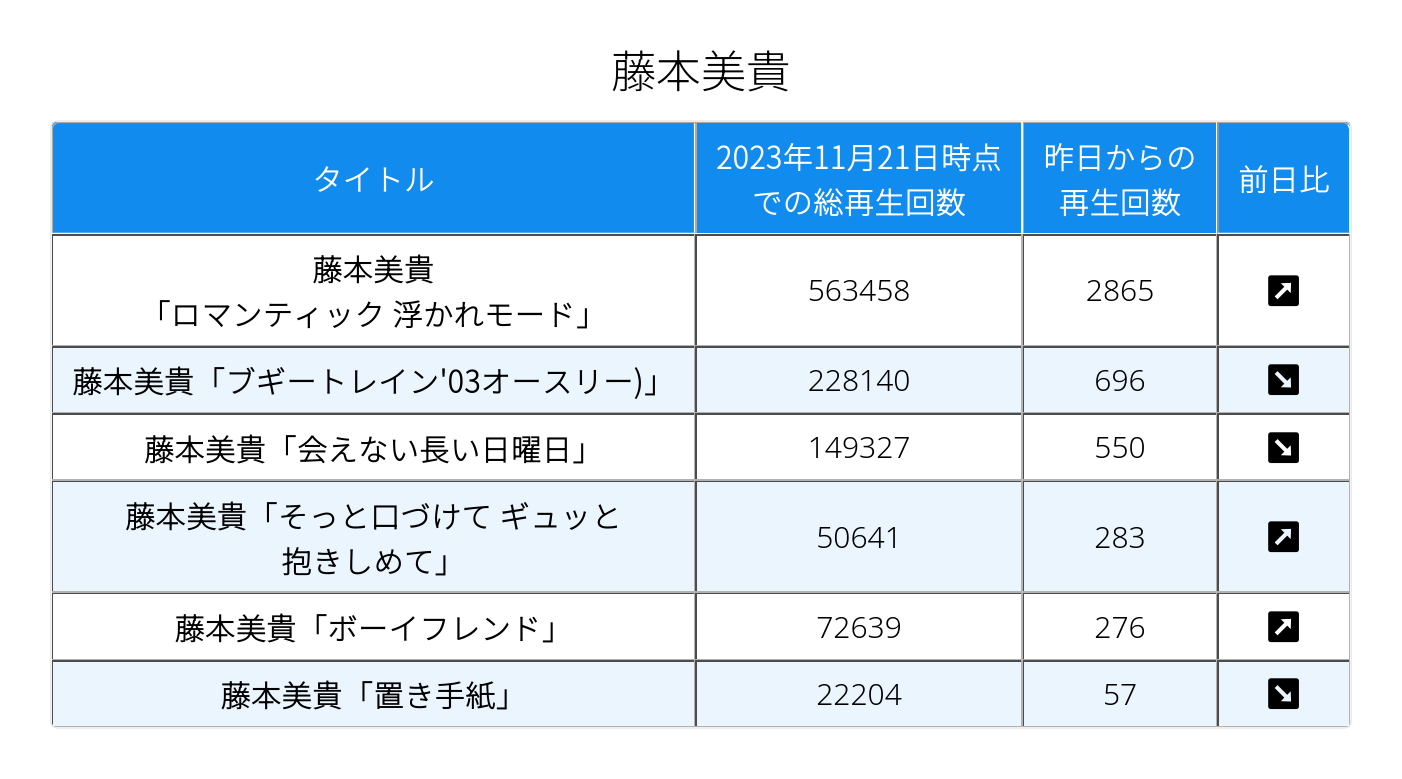 藤本美貴
タイトル
2023年11月21日時点
での総再生回数
昨日からの
再生回数
前日比
藤本美貴
「ロマンティック 浮かれモード」
563458
2865
藤本美貴「ブギートレイン'03オースリー)」
228140
696
藤本美貴「会えない長い日曜日」
149327
550
藤本美貴「そっと口づけて ギュッと
抱きしめて」
50641
283
藤本美貴「ボーイフレンド」
72639
276
藤本美貴「置き手紙」
22204
57